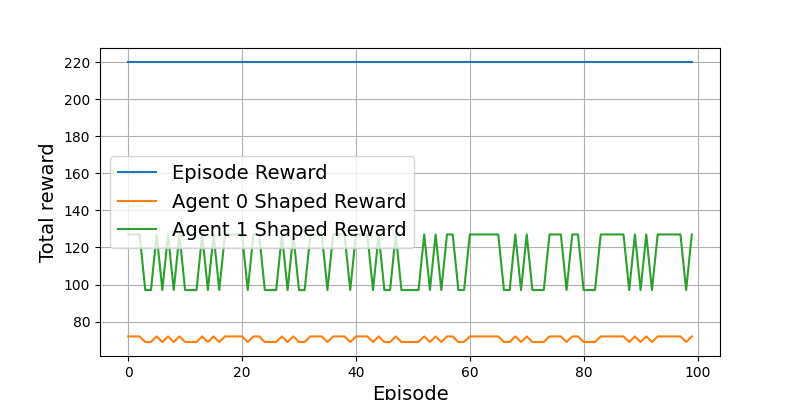 220
200
180
160
140
120
100
80
Total reward
Episode Reward
Agent 0 Shaped Reward
Agent 1 Shaped Reward
0 20 40 60 80 100
Episode